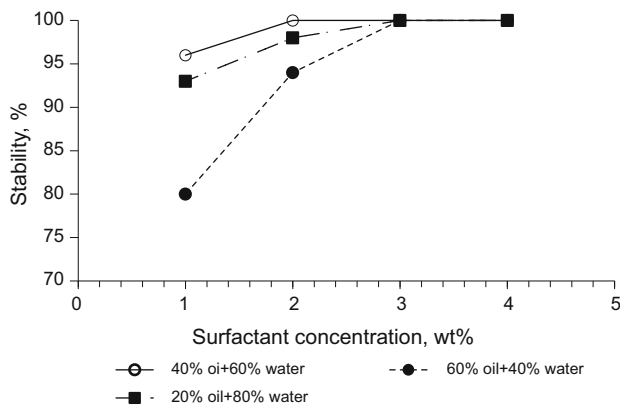 100
95
90
85
80
75
70
Stability, %
0
1
2
3
4
5
Surfactant concentration, wt%
40% oi+60% water
60% oil+40% water
20% oil+80% water